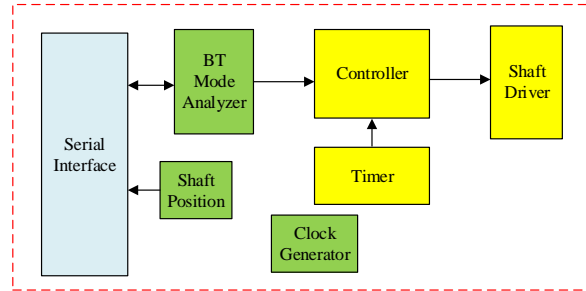 Serial
Interface
BT
Mode
Analyzer
Shaft
Position
Controller
Timer
Clock
Generator
Shaft
Driver